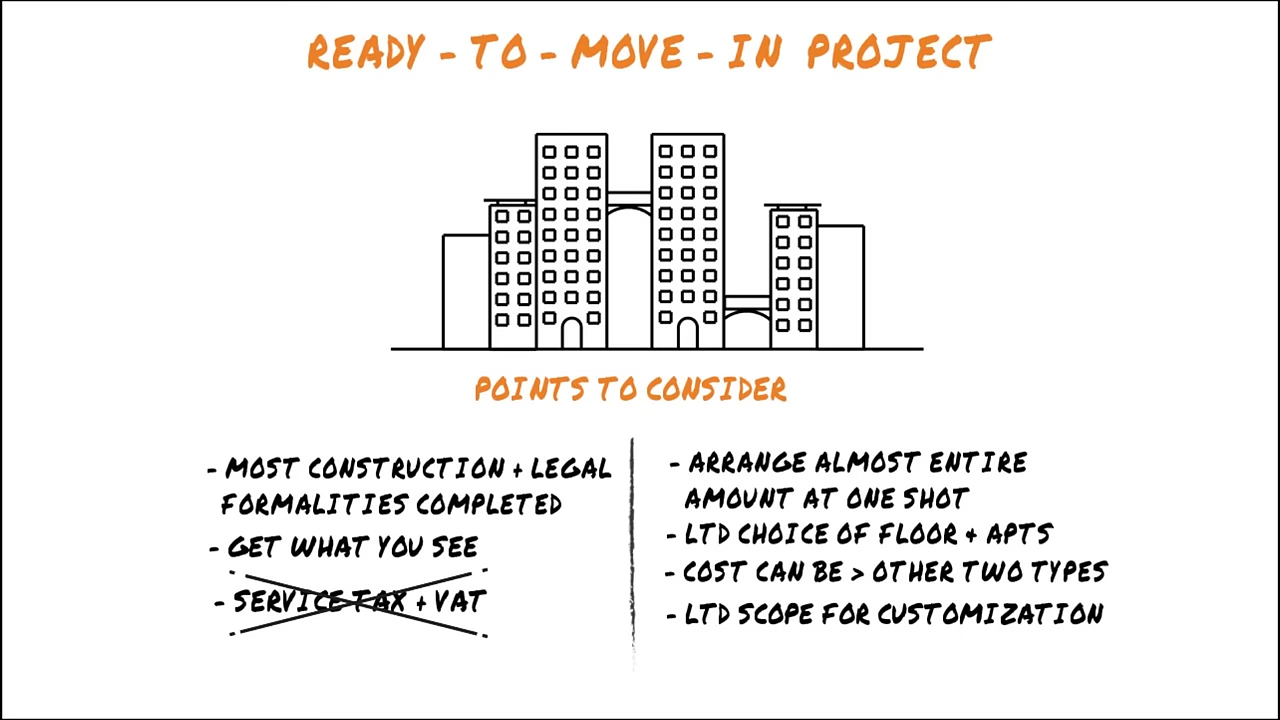 READY - TO - MOVE - IN PROJECT
POINTS TO CONSIDER
- MOST CONSTRUCTION + LEGAL
FORMALITIES COMPLETED
- GET WHAT YOU SEE
- SERVICE TAX + VAT
- ARRANGE ALMOST ENTIRE
AMOUNT AT ONE SHOT
- LTD CHOICE OF FLOOR + APTS
- COST CAN BE > OTHER TWO TYPES
- LTD SCOPE FOR CUSTOMIZATION